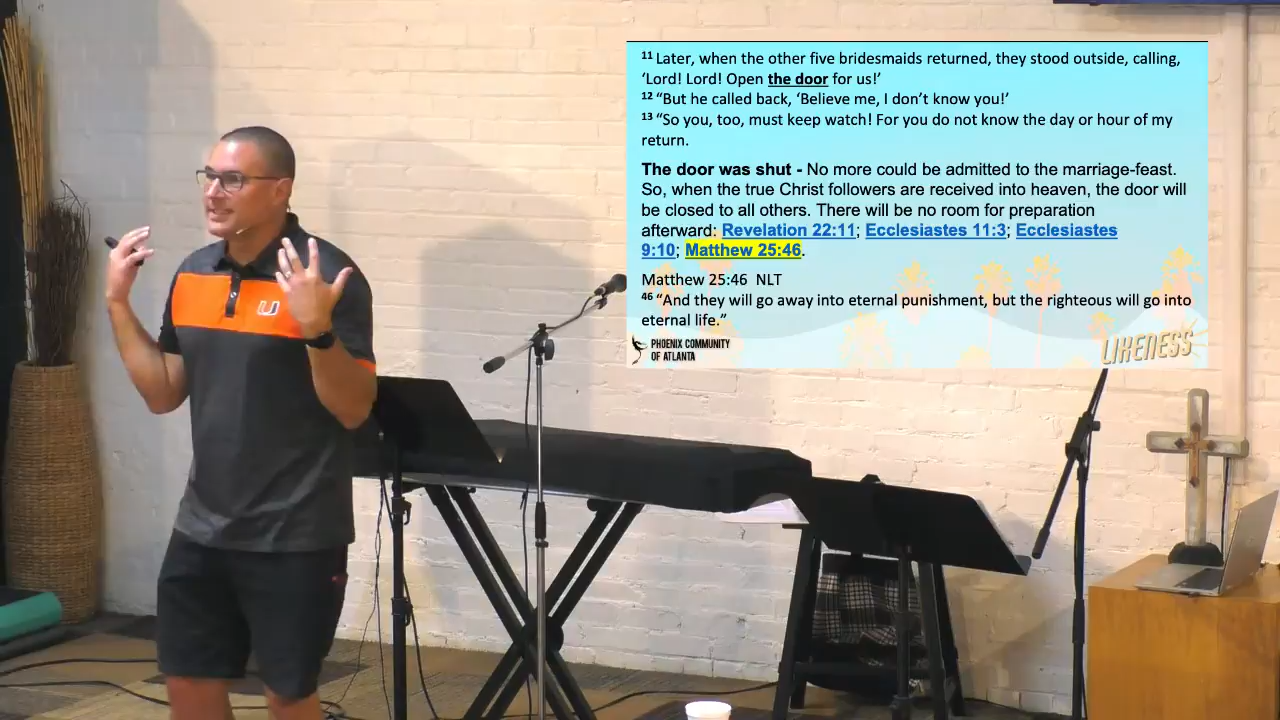 ¹¹ Later, when the other five bridesmaids returned, they stood outside, calling,
‘Lord! Lord! Open the door for us!’
¹² “But he called back, ‘Believe me, I don’t know you!’
¹³ “So you, too, must keep watch! For you do not know the day or hour of my
return.
The door was shut - No more could be admitted to the marriage-feast.
So, when the true Christ followers are received into heaven, the door will
be closed to all others. There will be no room for preparation
afterward: Revelation 22:11; Ecclesiastes 11:3; Ecclesiastes
9:10; Matthew 25:46.
Matthew 25:46 NLT
⁴⁶ “And they will go away into eternal punishment, but the righteous will go into
eternal life.”
PHOENIX COMMUNITY
OF ATLANTA
LIKENESS
U